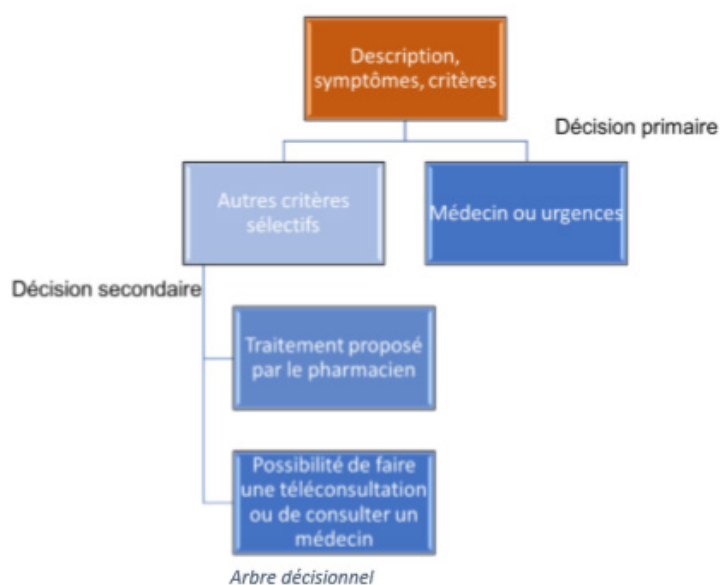 Description,
symptômes, critères
Décision primaire
Autres critères
sélectifs
Médecin ou urgences
Décision secondaire
Traitement proposé
par le pharmacien
Possibilité de faire
une téléconsultation
ou de consulter un
médecin
Arbre décisionnel